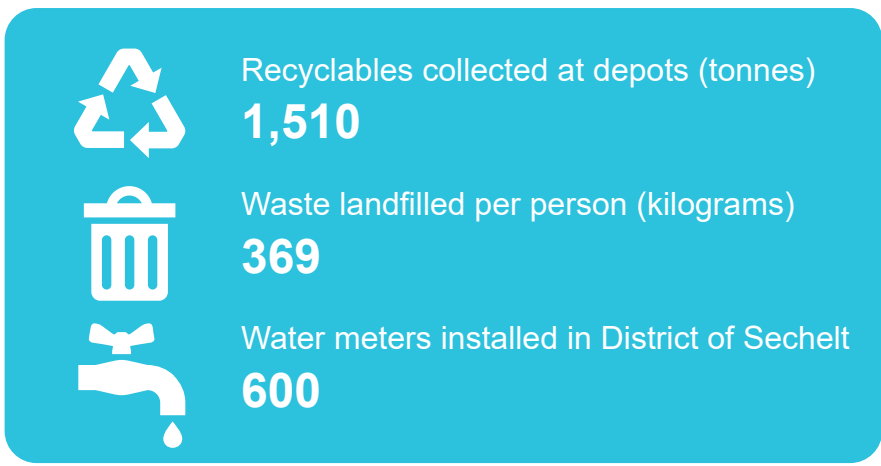 Recyclables collected at depots (tonnes)
1,510
Waste landfilled per person (kilograms)
369
Water meters installed in District of Sechelt
600